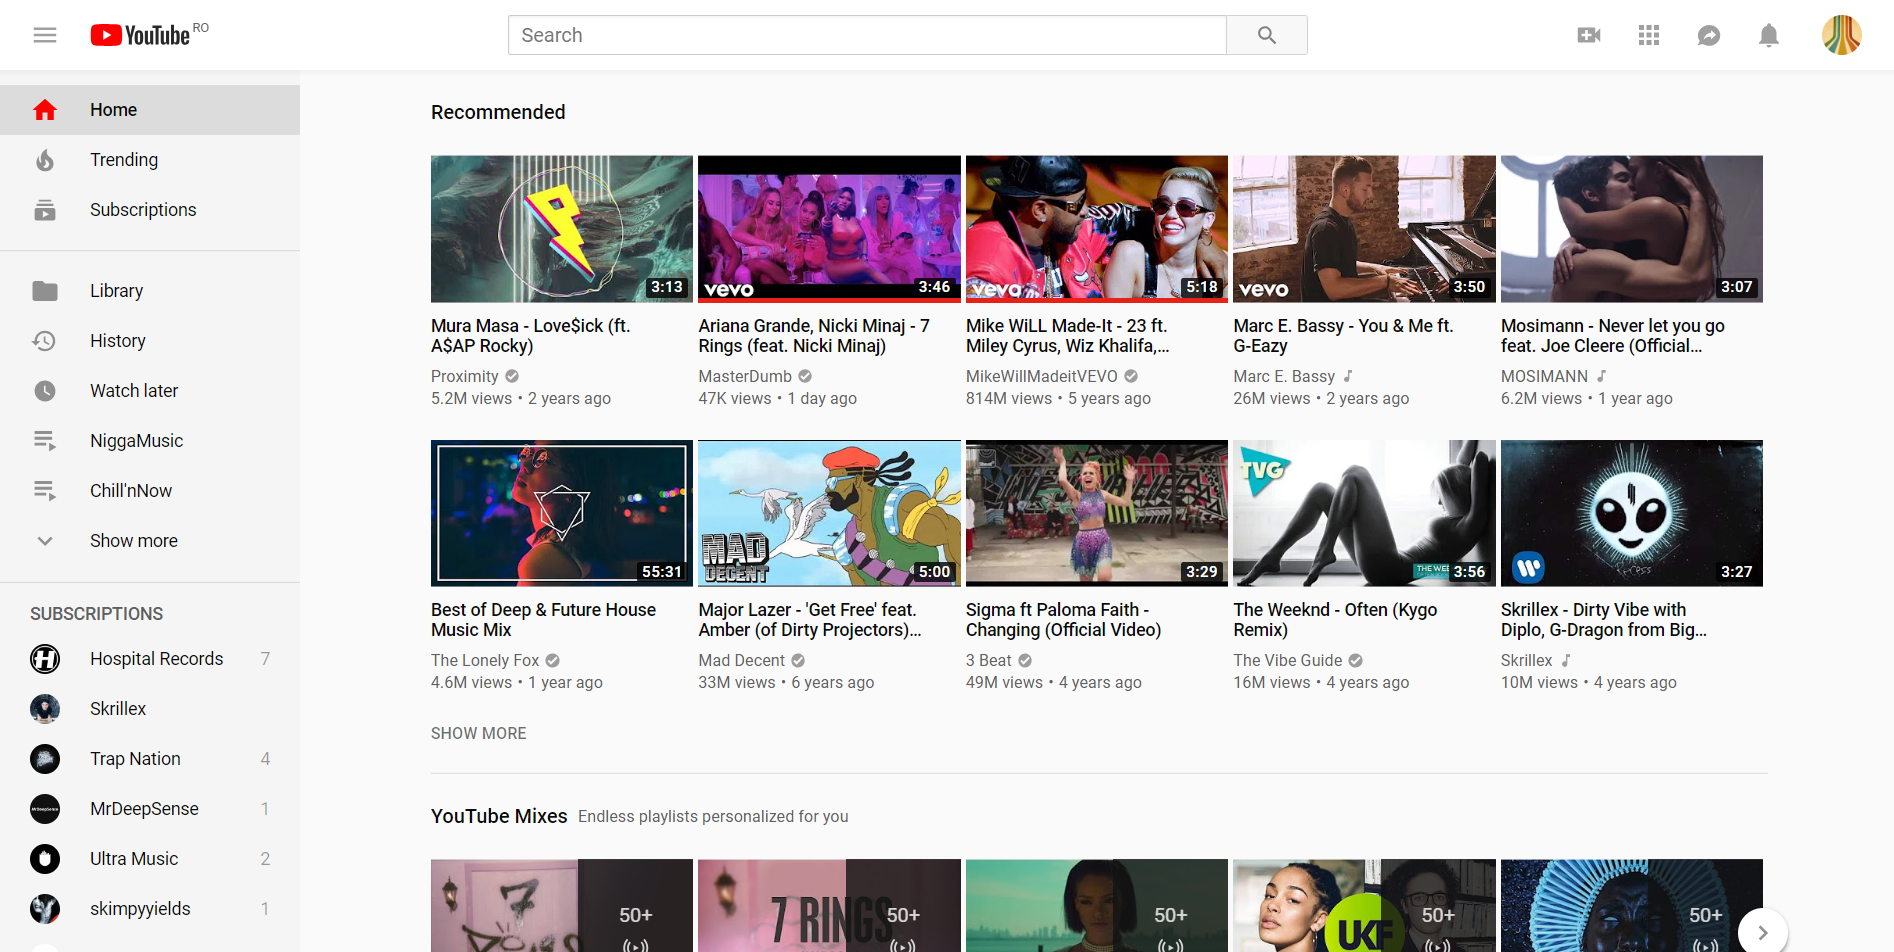 YouTube RO
Search
Home
Trending
Subscriptions
Library
History
Watch later
NiggaMusic
Chill'nNow
Show more
SUBSCRIPTIONS
Hospital Records 7
Skrillex
Trap Nation 4
MrDeepSense 1
Ultra Music 2
skimpyyields 1
Recommended
3:13
vevo 3:46
vevo 5:18
vevo 3:50
3:07
Mura Masa - Love$ick (ft.
A$AP Rocky)
Proximity
5.2M views • 2 years ago
Ariana Grande, Nicki Minaj - 7
Rings (feat. Nicki Minaj)
MasterDumb
47K views • 1 day ago
Mike WiLL Made-It - 23 ft.
Miley Cyrus, Wiz Khalifa,...
MikeWillMadeitVEVO
814M views • 5 years ago
Marc E. Bassy - You & Me ft.
G-Eazy
Marc E. Bassy
26M views • 2 years ago
Mosimann - Never let you go
feat. Joe Cleere (Official...
MOSIMANN
6.2M views • 1 year ago
55:31
MAD
DECENT 5:00
3:29
TVG
THE WEE 3:56
3:27
Best of Deep & Future House
Music Mix
The Lonely Fox
4.6M views • 1 year ago
Major Lazer - 'Get Free' feat.
Amber (of Dirty Projectors)...
Mad Decent
33M views • 6 years ago
Sigma ft Paloma Faith -
Changing (Official Video)
3 Beat
49M views • 4 years ago
The Weeknd - Often (Kygo
Remix)
The Vibe Guide
16M views • 4 years ago
Skrillex - Dirty Vibe with
Diplo, G-Dragon from Big...
Skrillex
10M views • 4 years ago
SHOW MORE
YouTube Mixes Endless playlists personalized for you
7
50+
7 RINGS
50+
50+
UKF
50+
50+